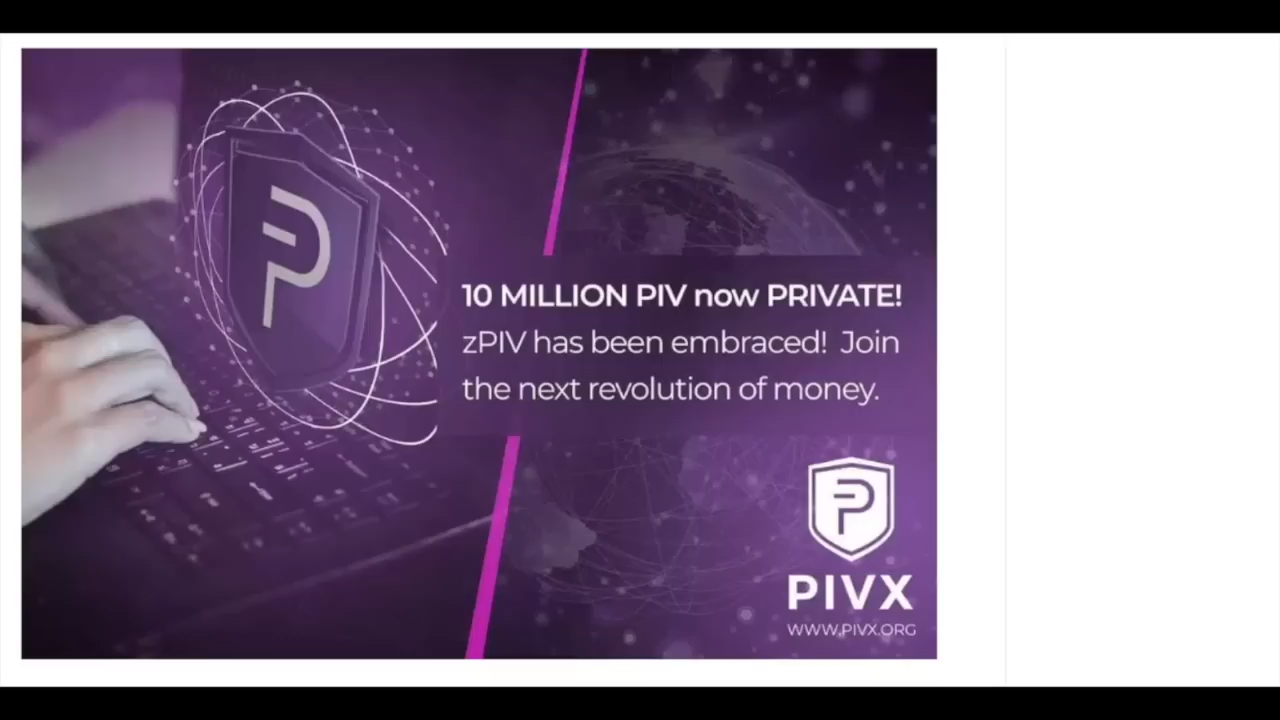 10 MILLION PIV now PRIVATE!
zPIV has been embraced! Join
the next revolution of money.
PIVX
WWW.PIVX.ORG